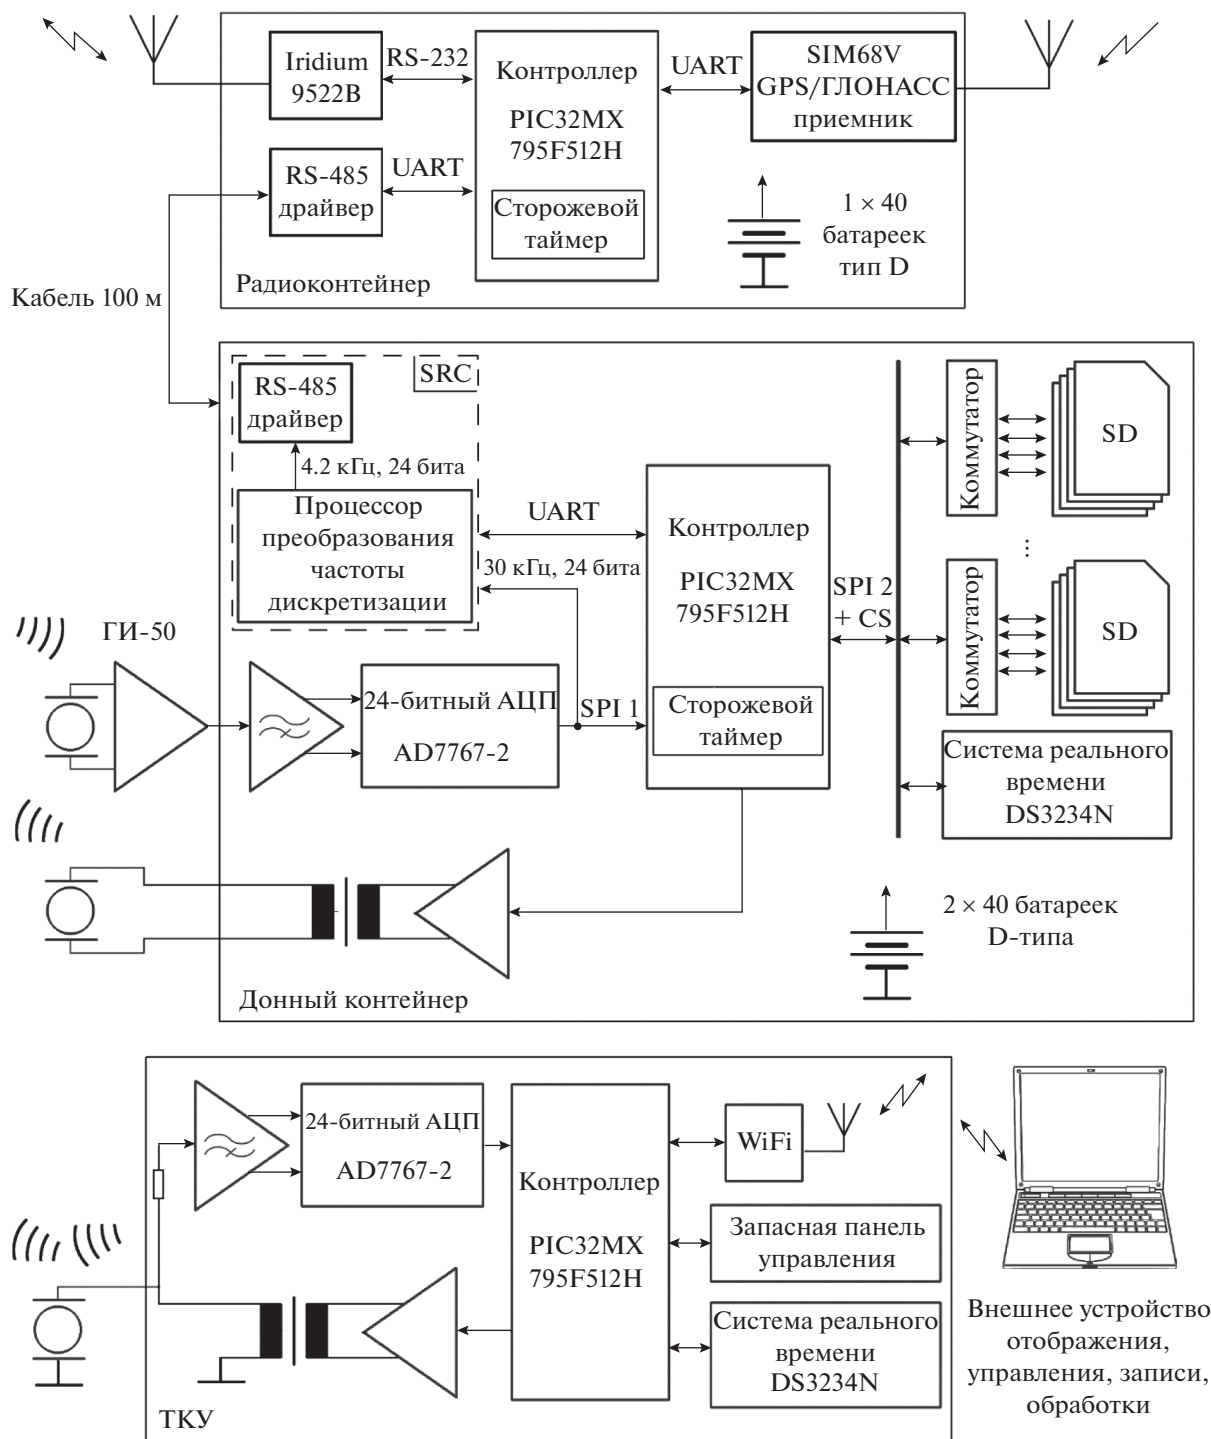 Iridium
9522B
RS-232
Контроллер
PIC32MX
795F512H
UART
SIM68V
GPS/ГЛОНАСС
приемник
RS-485
драйвер
UART
Сторожевой
таймер
1 × 40
батареек
тип D
Радиоконтейнер
Кабель 100 м
SRC
RS-485
драйвер
4.2 кГц, 24 бита
Процессор
преобразования
частоты
дискретизации
UART
30 кГц, 24 бита
Контроллер
PIC32MX
795F512H
SPI 2
+ CS
Коммутатор
SD
...
Коммутатор
SD
ГИ-50
24-битный АЦП
AD7767-2
SPI 1
Сторожевой
таймер
Система реального
времени
DS3234N
2 × 40 батареек
D-типа
Донный контейнер
24-битный АЦП
AD7767-2
Контроллер
PIC32MX
795F512H
WiFi
Запасная панель
управления
Система реального
времени
DS3234N
ТКУ
Внешнее устройство
отображения,
управления, записи,
обработки